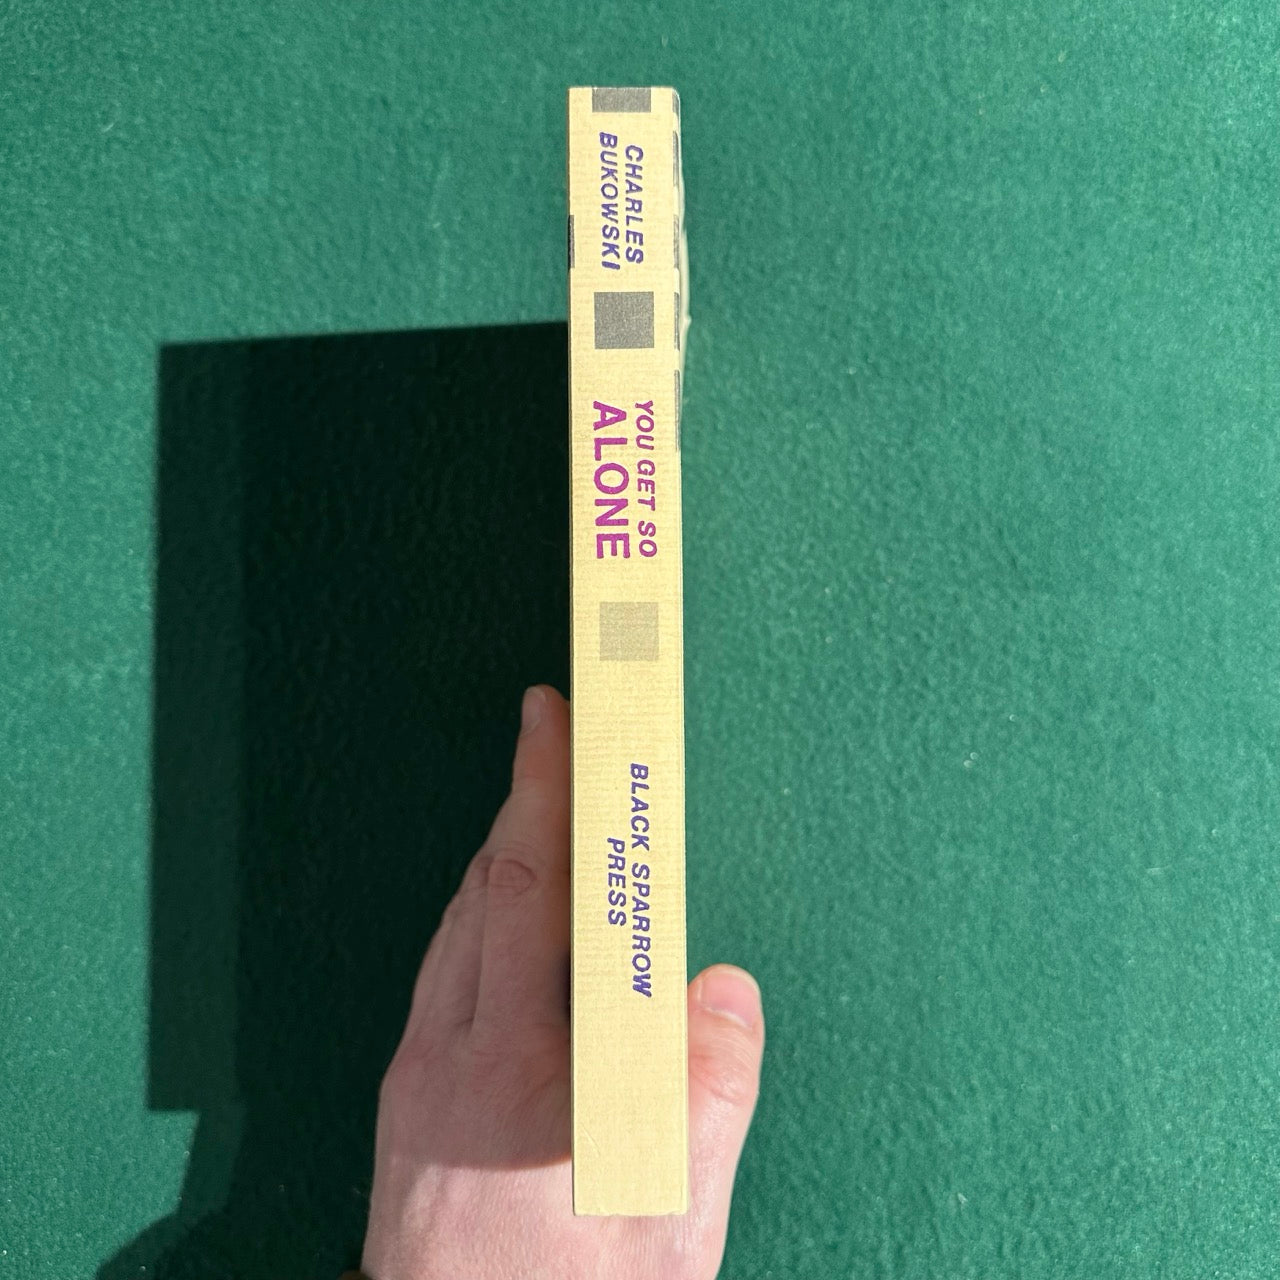 CHARLES
BUKOWSKI
YOU GET SO
ALONE
BLACK SPARROW
PRESS